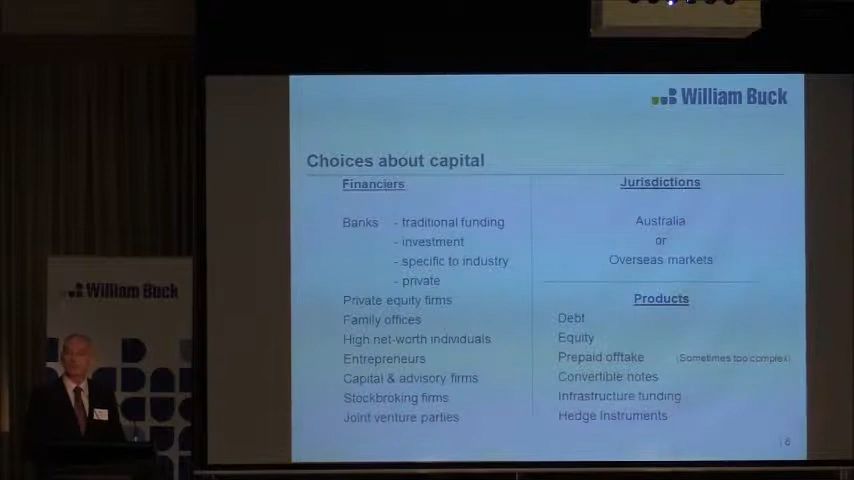 William Buck
Choices about capital
Financiers
Banks - traditional funding
- investment
- specific to industry
- private
Private equity firms
Family offices
High net-worth individuals
Entrepreneurs
Capital & advisory firms
Stockbroking firms
Joint venture parties
Jurisdictions
Australia
or
Overseas markets
Products
Debt
Equity
Prepaid offtake (Sometimes too complex)
Convertible notes
Infrastructure funding
Hedge Instruments
| 6
William Buck